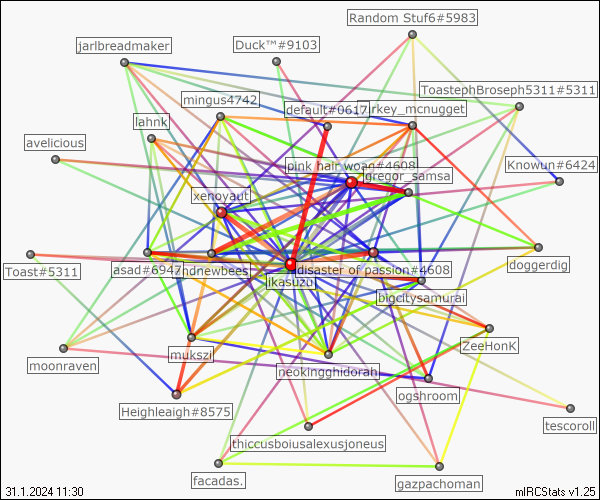 Random Stuf6#5983
jarlbreadmaker
Duck™#9103
ToastephBroseph5311#5311
mingus4742
default#0617
irkey_mcnugget
lahnk
avelicious
pink hair woag#4608
gregor_samsa
Knowun#6424
xenoyaut
Toast#5311
asad#6947
hdnewbees
disaster of passion#4608
doggerdig
jikasuzu
bigcitysamurai
moonraven
mukszi
neokingghidorah
ZeeHonK
ogshroom
Heighleaigh#8575
tescoroll
thiccusboiusalexusjoneus
facadas.
gazpachoman
31.1.2024 11:30
mIRCStats v1.25